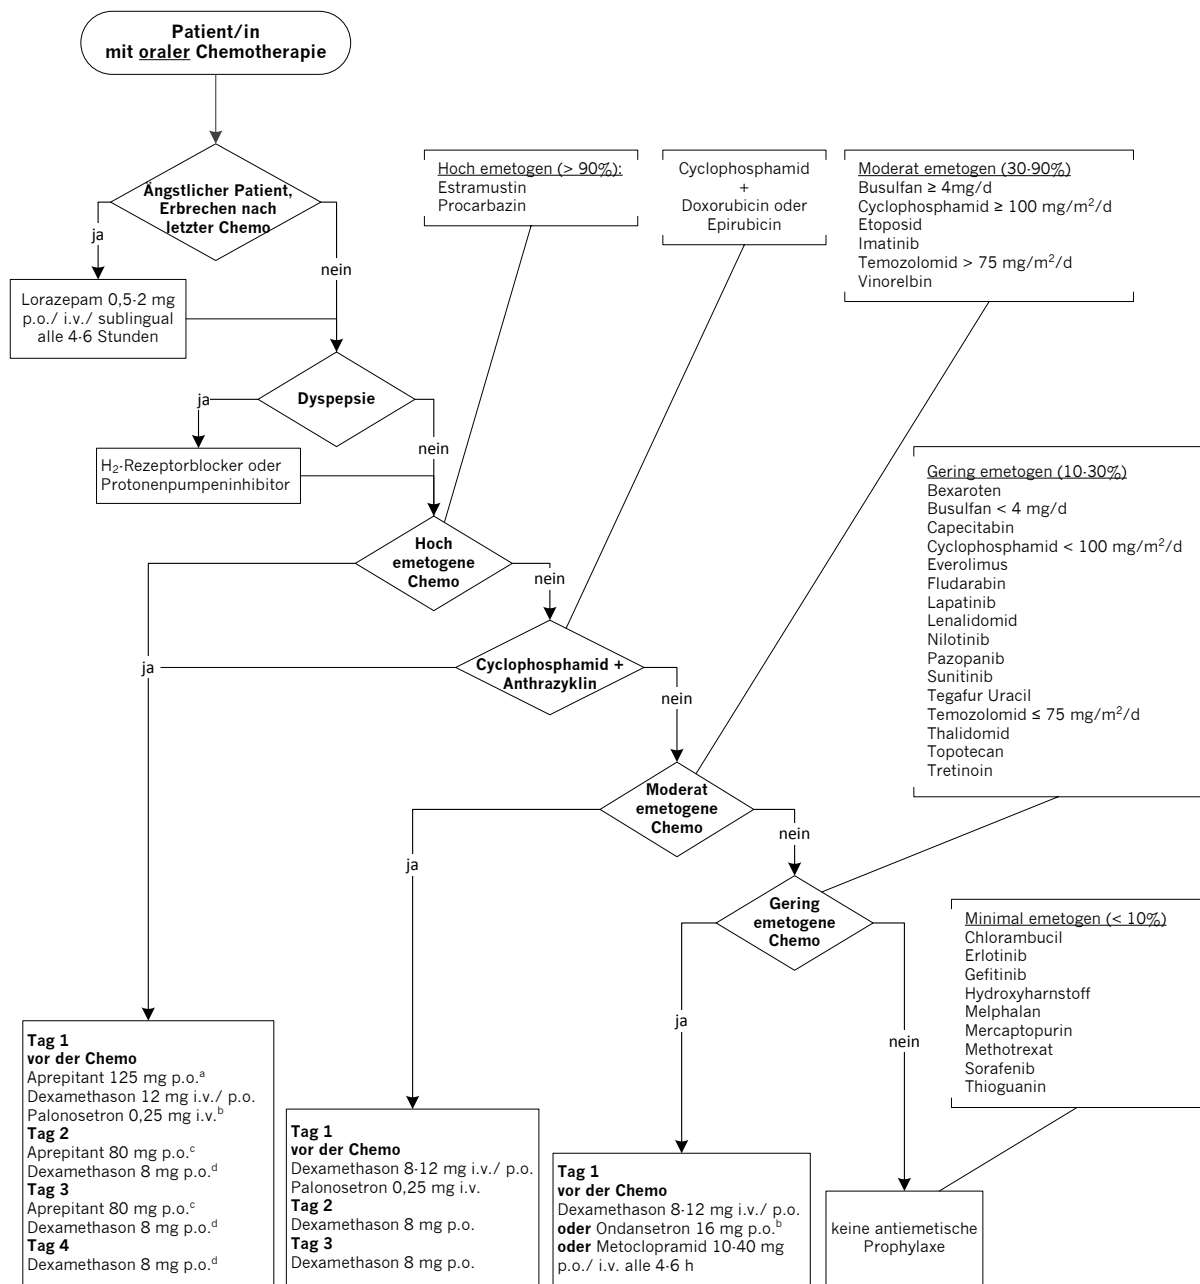 Patient/in
mit oraler Chemotherapie
Ängstlicher Patient,
Erbrechen nach
letzter Chemo
ja
nein
Lorazepam 0,5-2 mg
p.o./ i.v./ sublingual
alle 4-6 Stunden
Dyspepsie
ja
nein
H₂-Rezeptorblocker oder
Protonenpumpeninhibitor
Hoch emetogen (> 90%):
Estramustin
Procarbazin
Cyclophosphamid
+
Doxorubicin oder
Epirubicin
Moderat emetogen (30-90%)
Busulfan ≥ 4mg/d
Cyclophosphamid ≥ 100 mg/m²/d
Etoposid
Imatinib
Temozolomid > 75 mg/m²/d
Vinorelbin
Hoch
emetogene
Chemo
nein
ja
Cyclophosphamid +
Anthrazyklin
nein
Gering emetogen (10-30%)
Bexaroten
Busulfan < 4 mg/d
Capecitabin
Cyclophosphamid < 100 mg/m²/d
Everolimus
Fludarabin
Lapatinib
Lenalidomid
Nilotinib
Pazopanib
Sunitinib
Tegafur Uracil
Temozolomid ≤ 75 mg/m²/d
Thalidomid
Topotecan
Tretinoin
Moderat
emetogene
Chemo
nein
ja
Gering
emetogene
Chemo
ja
nein
Minimal emetogen (< 10%)
Chlorambucil
Erlotinib
Gefitinib
Hydroxyharnstoff
Melphalan
Mercaptopurin
Methotrexat
Sorafenib
Thioguanin
Tag 1
vor der Chemo
Aprepitant 125 mg p.o.ᵃ
Dexamethason 12 mg i.v./ p.o.
Palonosetron 0,25 mg i.v.ᵇ
Tag 2
Aprepitant 80 mg p.o.ᶜ
Dexamethason 8 mg p.o.ᵈ
Tag 3
Aprepitant 80 mg p.o.ᶜ
Dexamethason 8 mg p.o.ᵈ
Tag 4
Dexamethason 8 mg p.o.ᵈ
Tag 1
vor der Chemo
Dexamethason 8-12 mg i.v./ p.o.
Palonosetron 0,25 mg i.v.
Tag 2
Dexamethason 8 mg p.o.
Tag 3
Dexamethason 8 mg p.o.
Tag 1
vor der Chemo
Dexamethason 8-12 mg i.v./ p.o.
oder Ondansetron 16 mg p.o.ᵇ
oder Metoclopramid 10-40 mg
p.o./ i.v. alle 4-6 h
keine antiemetische
Prophylaxe